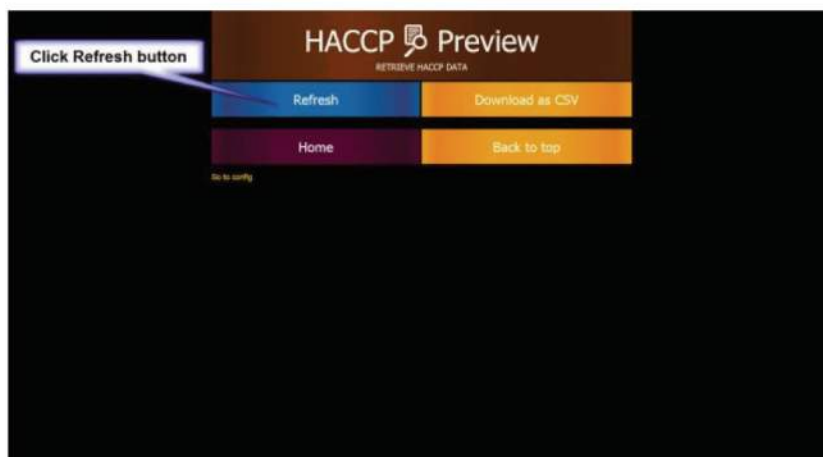 HACCP Preview
RETRIEVE HACCP DATA
Click Refresh button
Refresh
Download as CSV
Home
Back to top
Go to config